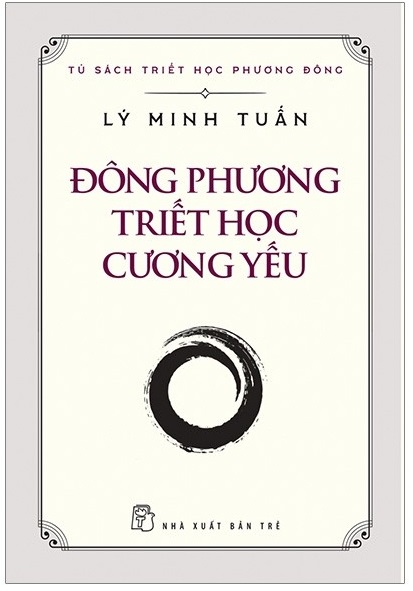 TỦ SÁCH TRIẾT HỌC PHƯƠNG ĐÔNG
LÝ MINH TUẤN
ĐÔNG PHƯƠNG
TRIẾT HỌC
CƯƠNG YẾU
NHÀ XUẤT BẢN TRẺ